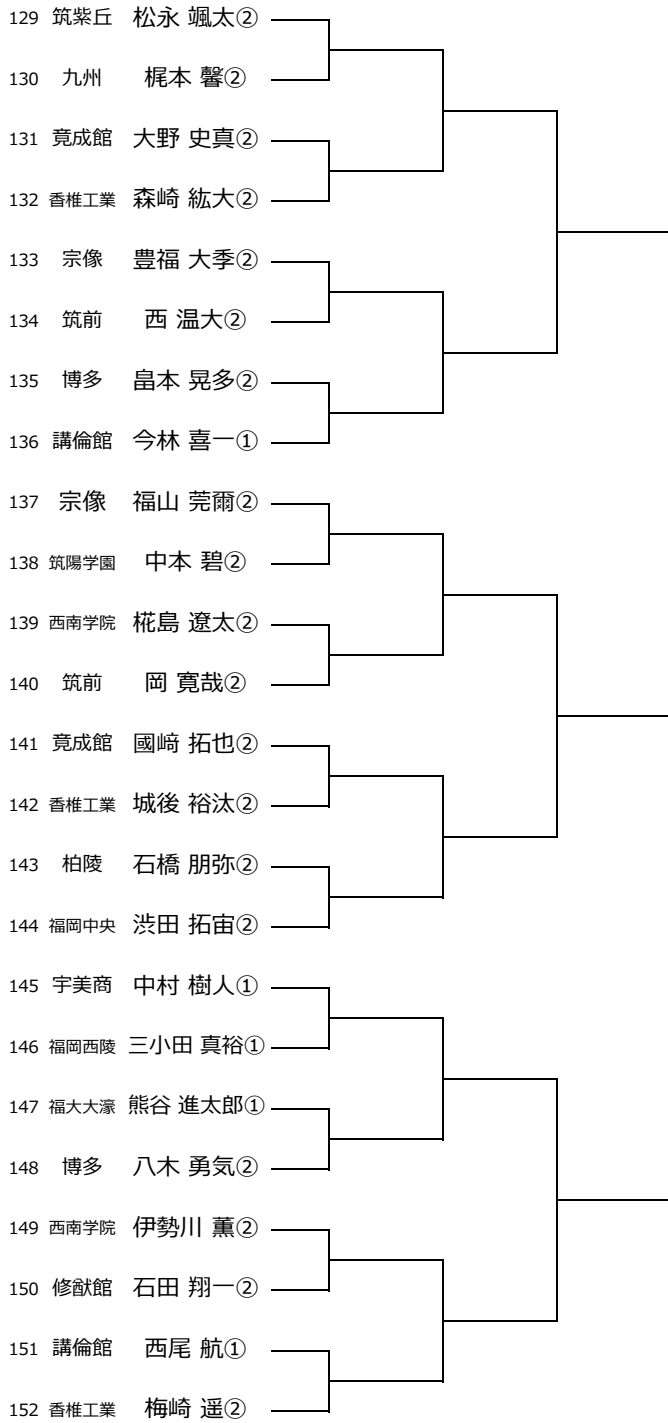 129 筑紫丘 松永 颯太②
130 九州 梶本 馨②
131 竟成館 大野 史真②
132 香椎工業 森崎 紘大②
133 宗像 豊福 大季②
134 筑前 西 温大②
135 博多 畠本 晃多②
136 講倫館 今林 喜一①
137 宗像 福山 莞爾②
138 筑陽学園 中本 碧②
139 西南学院 椛島 遼太②
140 筑前 岡 寛哉②
141 竟成館 國﨑 拓也②
142 香椎工業 城後 裕汰②
143 柏陵 石橋 朋弥②
144 福岡中央 渋田 拓宙②
145 宇美商 中村 樹人①
146 福岡西陵 三小田 真裕①
147 福大大濠 熊谷 進太郎①
148 博多 八木 勇気②
149 西南学院 伊勢川 薫②
150 修猷館 石田 翔一②
151 講倫館 西尾 航①
152 香椎工業 梅崎 遥②